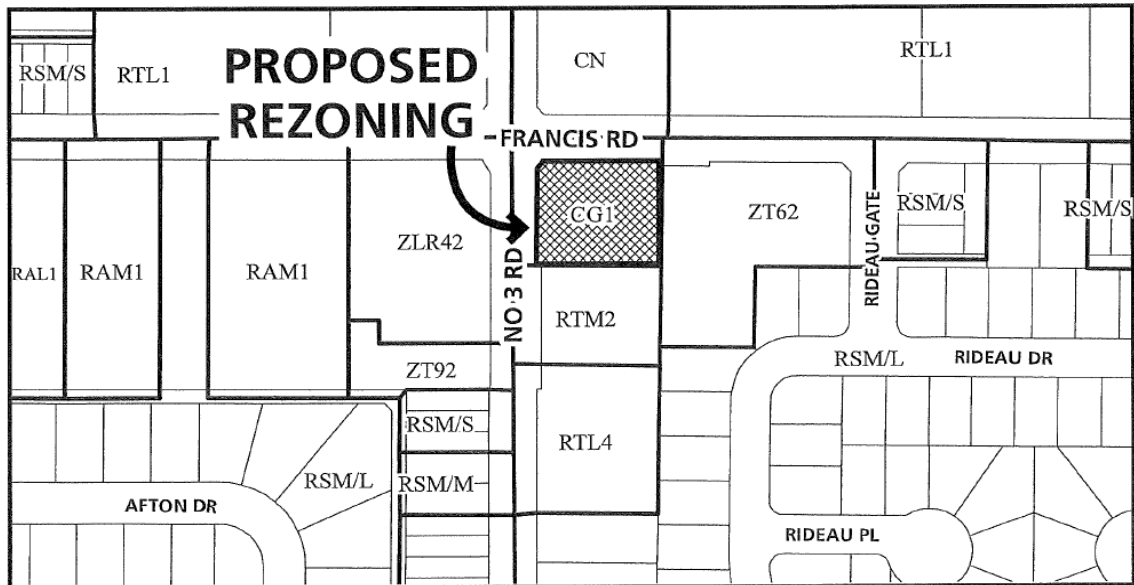 RSM/S
RTL1
PROPOSED
REZONING
CN
RTL1
FRANCIS RD
RAL1
RAM1
RAM1
ZLR42
NO 3 RD
CG1
ZT62
RIDEAU GATE
RSM/S
RSM/S
RTM2
ZT92
RSM/L
RIDEAU DR
RSM/S
RTL4
RSM/L
RSM/M
AFTON DR
RIDEAU PL